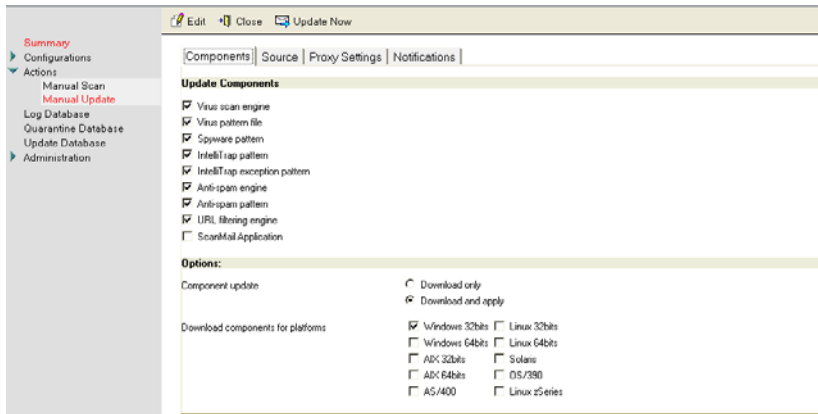 Edit Close Update Now
Summary
Configurations
Actions
Manual Scan
Manual Update
Log Database
Quarantine Database
Update Database
Administration
Components Source Proxy Settings Notifications
Update Components
Virus scan engine
Virus pattern file
Spyware pattern
IntelliTrap pattern
IntelliTrap exception pattern
Anti-spam engine
Anti-spam pattern
URL filtering engine
ScanMail Application
Options:
Component update
Download only
Download and apply
Download components for platforms
Windows 32bits Linux 32bits
Windows 64bits Linux 64bits
AIX 32bits Solaris
AIX 64bits OS/390
AS/400 Linux zSeries